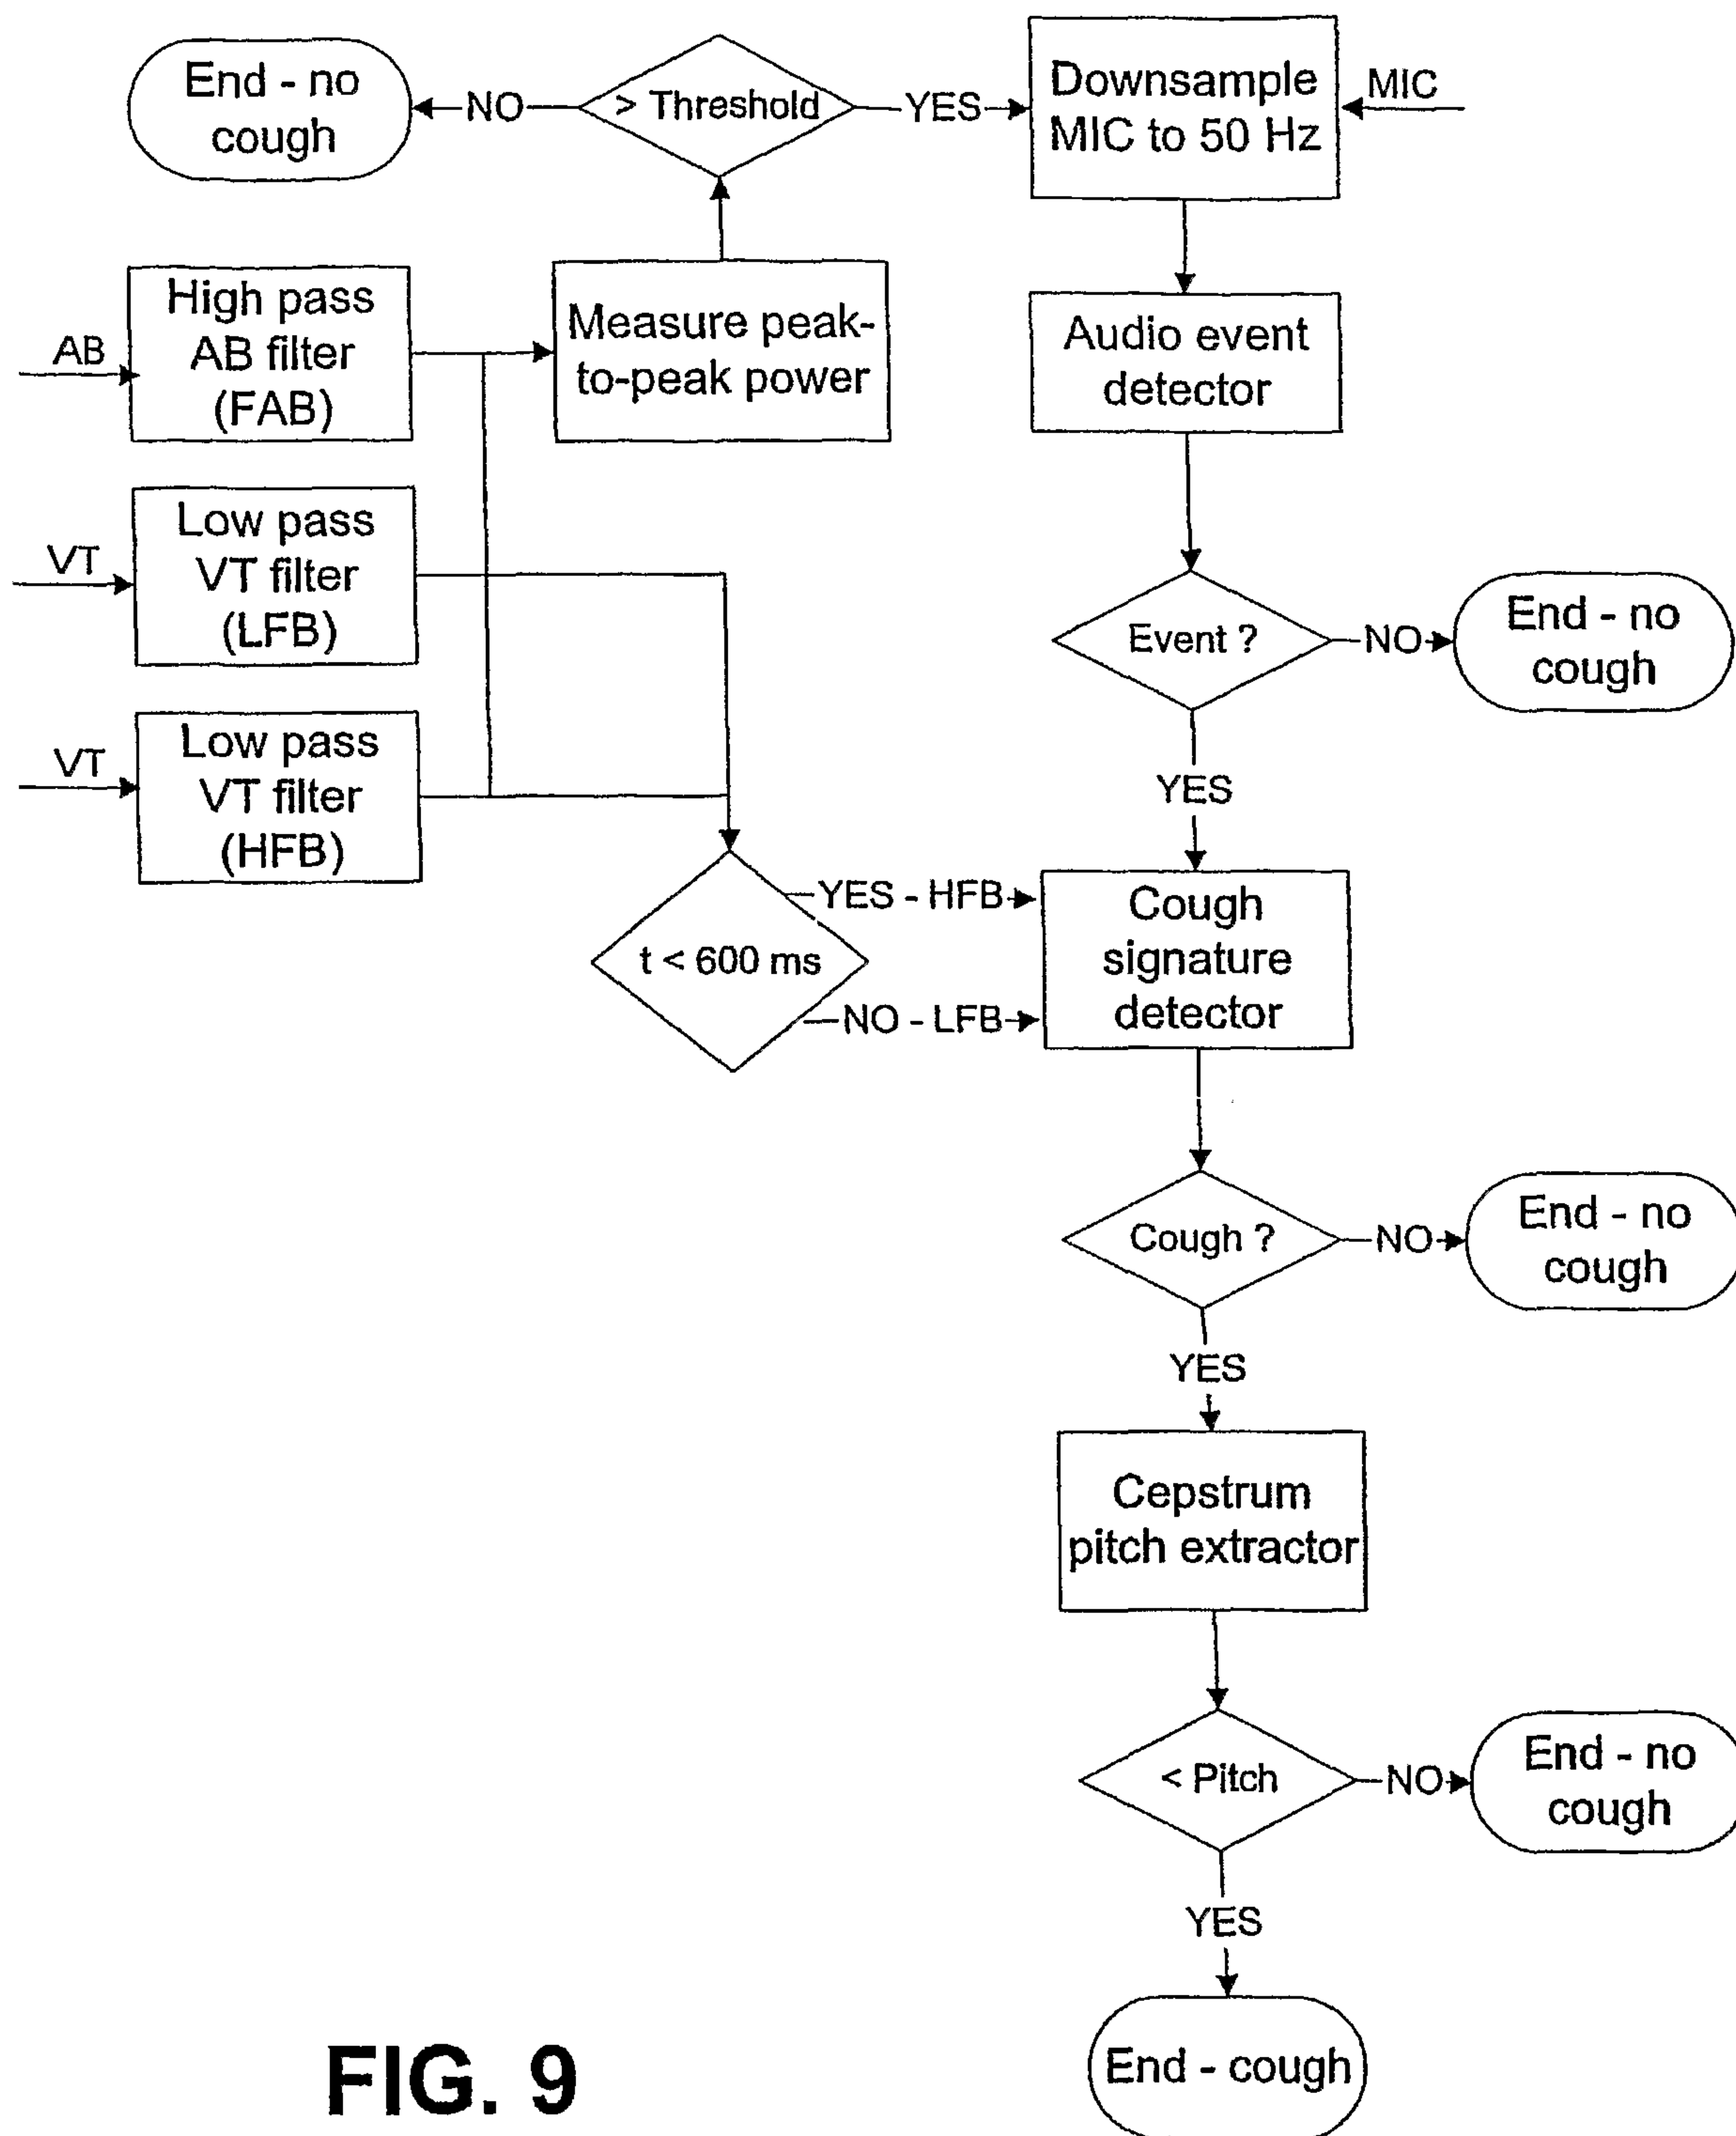 End - no
cough
NO
> Threshold
YES
Downsample
MIC to 50 Hz
MIC
AB
High pass
AB filter
(FAB)
Measure peak-
to-peak power
Audio event
detector
VT
Low pass
VT filter
(LFB)
Event ?
NO
End - no
cough
VT
Low pass
VT filter
(HFB)
YES
t < 600 ms
YES - HFB
NO - LFB
Cough
signature
detector
Cough ?
NO
End - no
cough
YES
Cepstrum
pitch extractor
< Pitch
NO
End - no
cough
YES
End - cough
FIG. 9